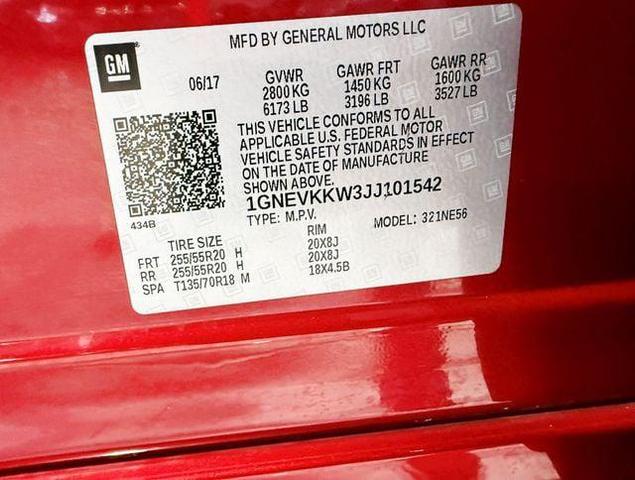 GM
MFD BY GENERAL MOTORS LLC
06/17
GVWR
2800 KG
6173 LB
GAWR FRT
1450 KG
3196 LB
GAWR RR
1600 KG
3527 LB
THIS VEHICLE CONFORMS TO ALL
APPLICABLE U.S. FEDERAL MOTOR
VEHICLE SAFETY STANDARDS IN EFFECT
ON THE DATE OF MANUFACTURE
SHOWN ABOVE.
434B
1GNEVKKW3JJ101542
TYPE: M.P.V. MODEL: 321NE56
TIRE SIZE RIM
FRT 255/55R20 H 20X8J
RR 255/55R20 H 20X8J
SPA T135/70R18 M 18X4.5B